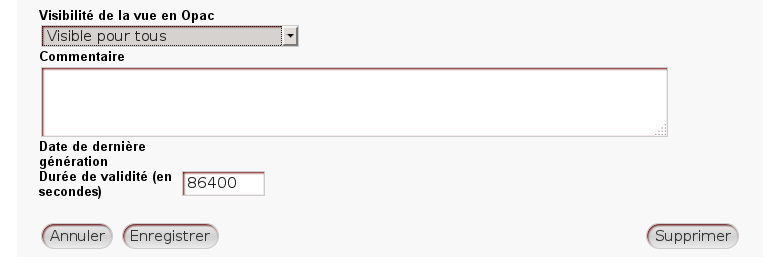 Visibilité de la vue en Opac
Visible pour tous
Commentaire
Date de dernière
génération
Durée de validité (en
secondes)
86400
Annuler Enregistrer Supprimer